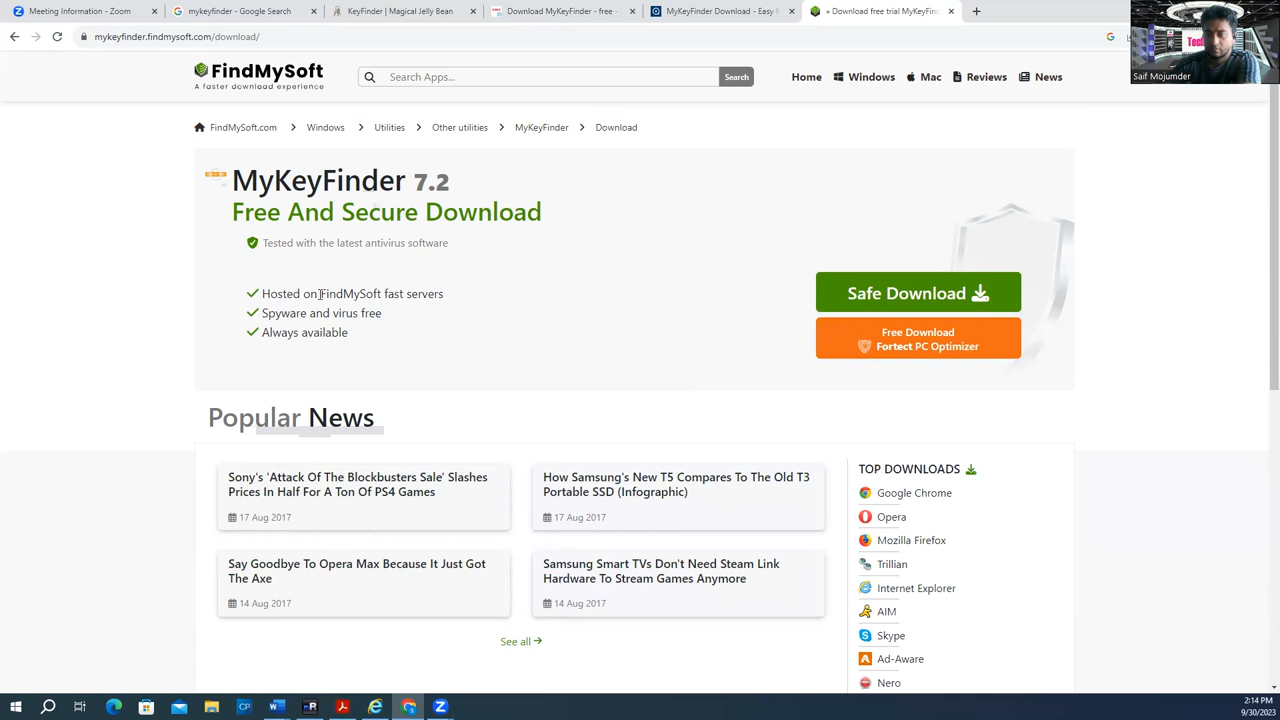 Meeting Information - Zoom
mykeyfinder - Google Search
KeyFinder | Magical Jelly Bean
Download MyKeyFinder - free -
MyKeyFinder Download - Easy f
» Download free trial MyKeyFin
mykeyfinder.findmysoft.com/download/
Saif Mojumder
FindMySoft
A faster download experience
Search Apps...
Search
Home
Windows
Mac
Reviews
News
FindMySoft.com > Windows > Utilities > Other utilities > MyKeyFinder > Download
MyKeyFinder 7.2
Free And Secure Download
Tested with the latest antivirus software
Hosted on FindMySoft fast servers
Spyware and virus free
Always available
Safe Download
Free Download
Fortect PC Optimizer
Popular News
Sony's 'Attack Of The Blockbusters Sale' Slashes
Prices In Half For A Ton Of PS4 Games
17 Aug 2017
How Samsung's New T5 Compares To The Old T3
Portable SSD (Infographic)
17 Aug 2017
Say Goodbye To Opera Max Because It Just Got
The Axe
14 Aug 2017
Samsung Smart TVs Don't Need Steam Link
Hardware To Stream Games Anymore
14 Aug 2017
See all
TOP DOWNLOADS
Google Chrome
Opera
Mozilla Firefox
Trillian
Internet Explorer
AIM
Skype
Ad-Aware
Nero
2:14 PM
9/30/2023